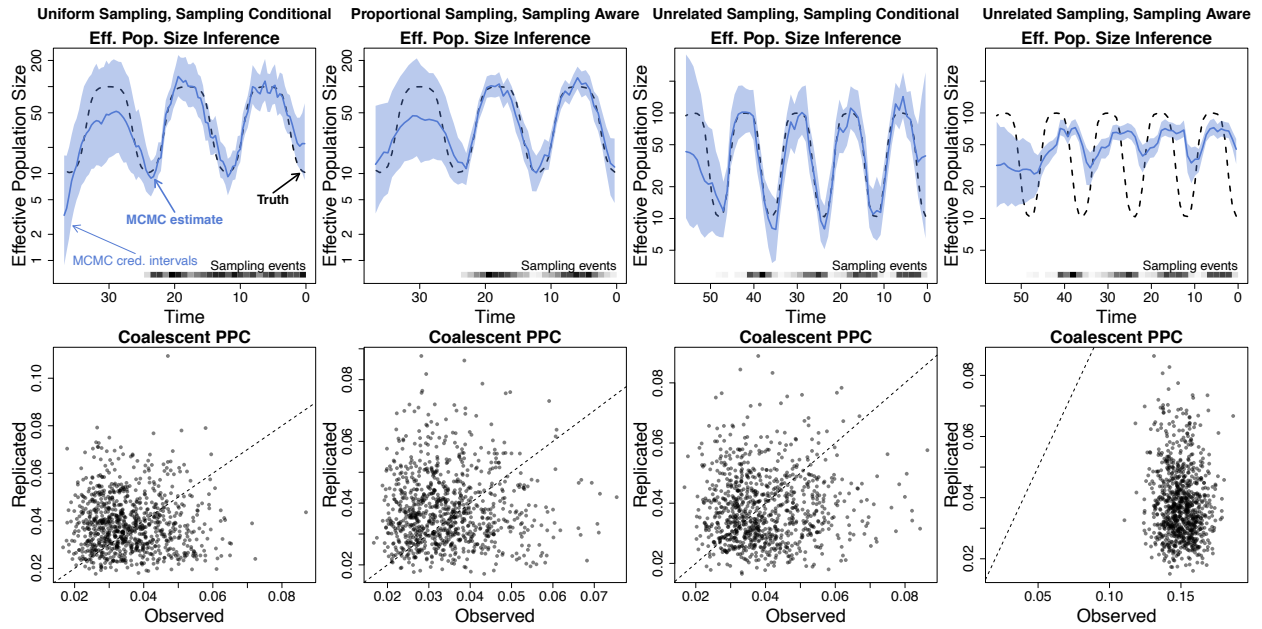 Uniform Sampling, Sampling Conditional
Eff. Pop. Size Inference
Effective Population Size
200
50
10
5
2
1
MCMC estimate
Truth
MCMC cred. intervals
Sampling events
30 20 10 0
Time
Proportional Sampling, Sampling Aware
Eff. Pop. Size Inference
Effective Population Size
200
50
10
5
2
1
Sampling events
30 20 10 0
Time
Unrelated Sampling, Sampling Conditional
Eff. Pop. Size Inference
Effective Population Size
100
50
20
10
5
Sampling events
50 40 30 20 10 0
Time
Unrelated Sampling, Sampling Aware
Eff. Pop. Size Inference
Effective Population Size
100
50
20
10
5
Sampling events
50 40 30 20 10 0
Time
Coalescent PPC
Replicated
0.10
0.08
0.06
0.04
0.02
0.02 0.04 0.06 0.08
Observed
Coalescent PPC
Replicated
0.08
0.06
0.04
0.02
0.02 0.03 0.04 0.05 0.06 0.07
Observed
Coalescent PPC
Replicated
0.08
0.06
0.04
0.02
0.02 0.04 0.06 0.08
Observed
Coalescent PPC
Replicated
0.08
0.06
0.04
0.02
0.05 0.10 0.15
Observed